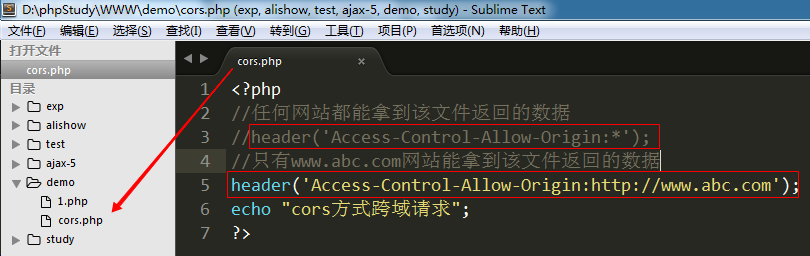 D:\phpStudy\WWW\demo\cors.php (exp, alishow, test, ajax-5, demo, study) - Sublime Text
文件(F) 编辑(E) 选择(S) 查找(I) 查看(V) 转到(G) 工具(T) 项目(P) 首选项(N) 帮助(H)
打开文件
cors.php
目录
exp
alishow
test
ajax-5
demo
1.php
cors.php
study
cors.php ×
1 <?php
2 //任何网站都能拿到该文件返回的数据
3 //header('Access-Control-Allow-Origin:*');
4 //只有www.abc.com网站能拿到该文件返回的数据
5 header('Access-Control-Allow-Origin:http://www.abc.com');
6 echo "cors方式跨域请求";
7 ?>